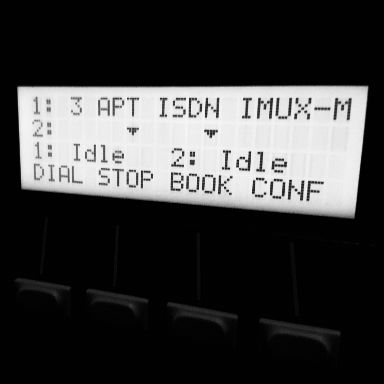 1: 3 APT ISDN IMUX-M
2:
1: Idle 2: Idle
DIAL STOP BOOK CONF